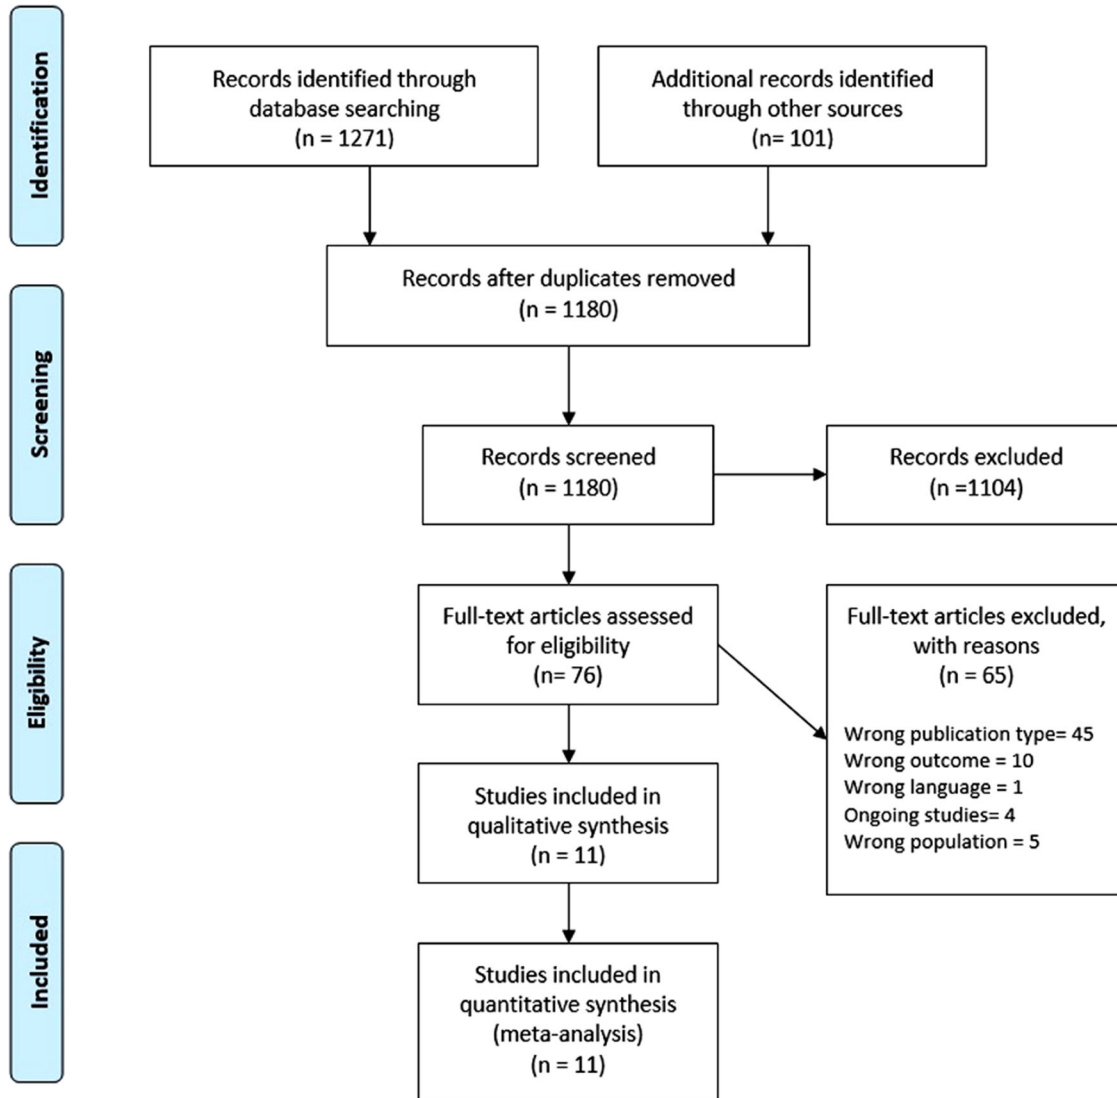 Identification
Records identified through
database searching
(n = 1271)
Additional records identified
through other sources
(n= 101)
Records after duplicates removed
(n = 1180)
Screening
Records screened
(n = 1180)
Records excluded
(n =1104)
Eligibility
Full-text articles assessed
for eligibility
(n= 76)
Full-text articles excluded,
with reasons
(n = 65)
Wrong publication type= 45
Wrong outcome = 10
Wrong language = 1
Ongoing studies= 4
Wrong population = 5
Studies included in
qualitative synthesis
(n = 11)
Included
Studies included in
quantitative synthesis
(meta-analysis)
(n = 11)